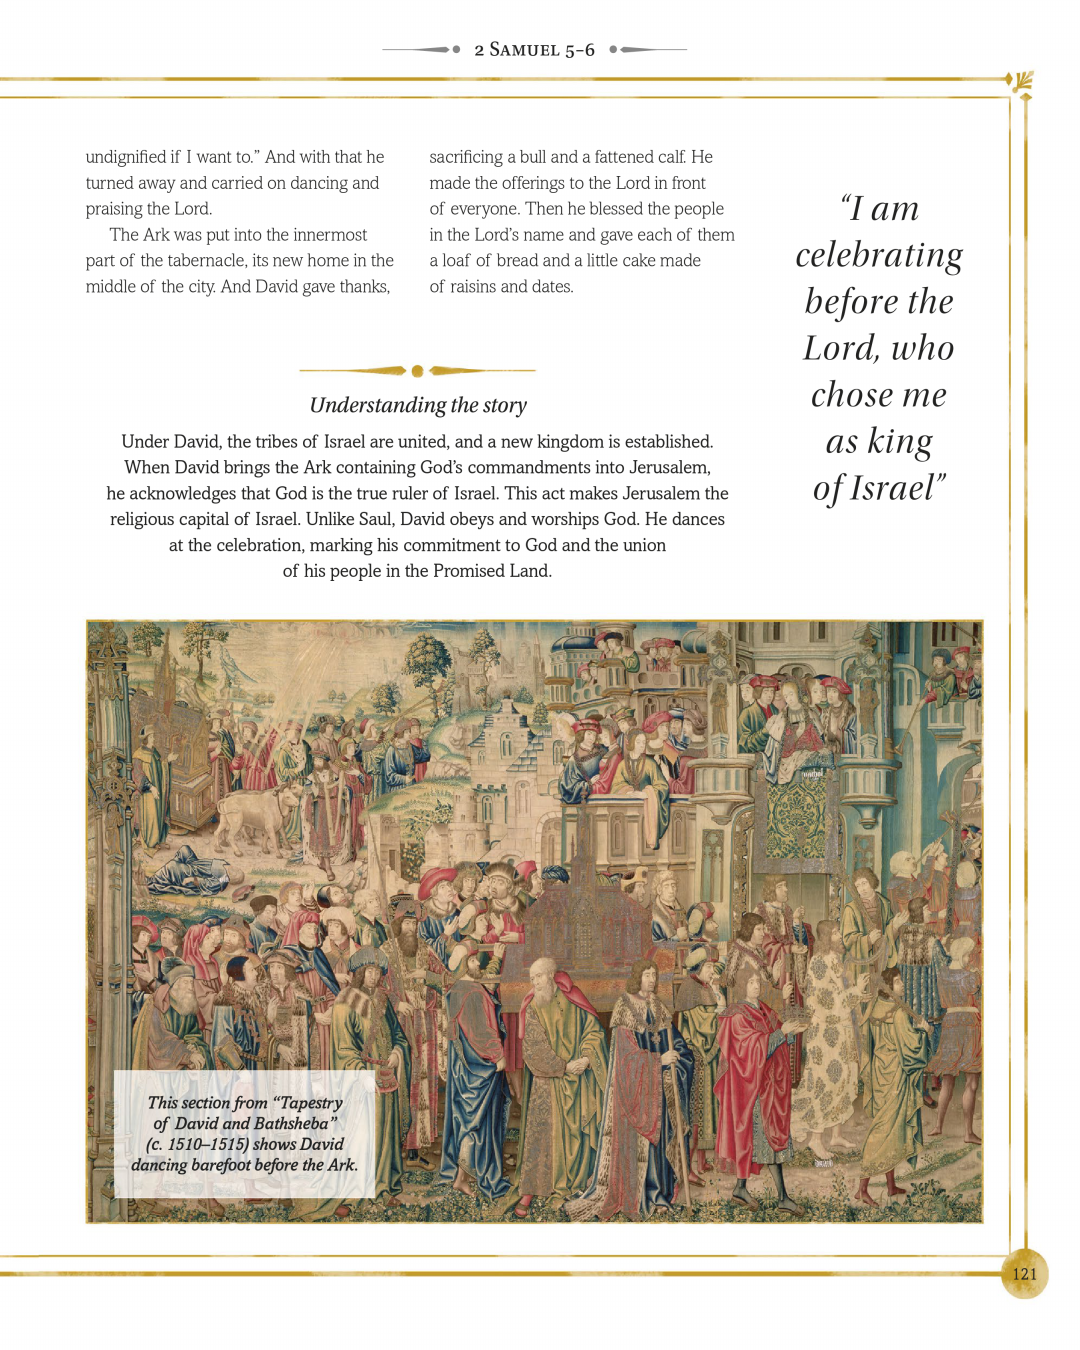 2 Samuel 5–6
undignified if I want to.” And with that he
turned away and carried on dancing and
praising the Lord.
The Ark was put into the innermost
part of the tabernacle, its new home in the
middle of the city. And David gave thanks,
sacrificing a bull and a fattened calf. He
made the offerings to the Lord in front
of everyone. Then he blessed the people
in the Lord’s name and gave each of them
a loaf of bread and a little cake made
of raisins and dates.
“I am
celebrating
before the
Lord, who
chose me
as king
of Israel”
Understanding the story
Under David, the tribes of Israel are united, and a new kingdom is established.
When David brings the Ark containing God’s commandments into Jerusalem,
he acknowledges that God is the true ruler of Israel. This act makes Jerusalem the
religious capital of Israel. Unlike Saul, David obeys and worships God. He dances
at the celebration, marking his commitment to God and the union
of his people in the Promised Land.
This section from “Tapestry
of David and Bathsheba”
(c. 1510–1515) shows David
dancing barefoot before the Ark.
121